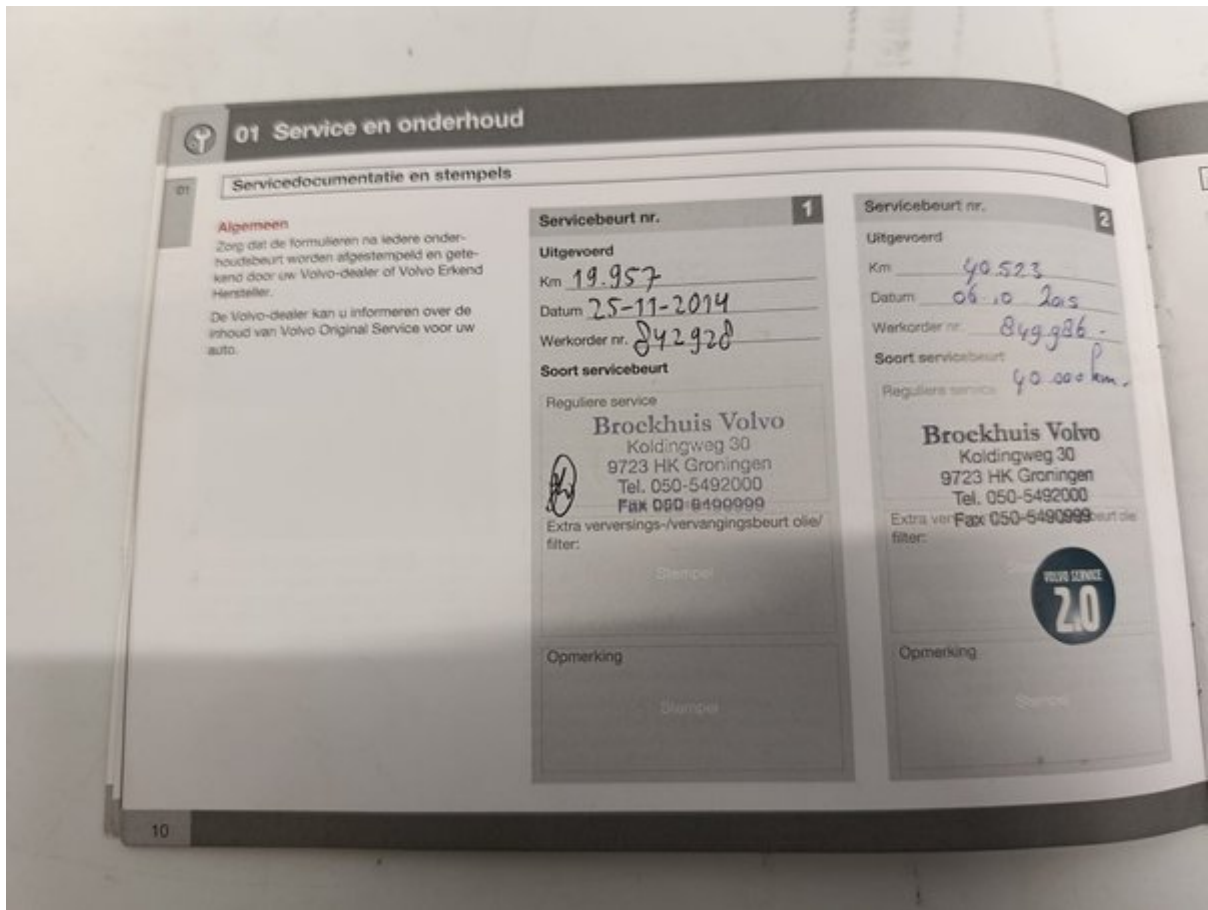 01 Service en onderhoud
01
Servicedocumentatie en stempels
Algemeen
Zorg dat de formulieren na iedere onder-
houdsbeurt worden afgestempeld en gete-
kend door uw Volvo-dealer of Volvo Erkend
Hersteller.
De Volvo-dealer kan u informeren over de
inhoud van Volvo Original Service voor uw
auto.
Servicebeurt nr. 1
Uitgevoerd
Km 19.957
Datum 25-11-2014
Werkorder nr. 842928
Soort servicebeurt
Reguliere service
Broekhuis Volvo
Koldingweg 30
9723 HK Groningen
Tel. 050-5492000
Fax 050-5490999
Extra verversings-/vervangingsbeurt olie/
filter:
Stempel
Opmerking
Stempel
Servicebeurt nr. 2
Uitgevoerd
Km 40.523
Datum 06 10 2015
Werkorder nr. 849.986-
Soort servicebeurt
Reguliere service 40.000 km.
Broekhuis Volvo
Koldingweg 30
9723 HK Groningen
Tel. 050-5492000
Fax 050-5490999
Extra beurt olie
filter:
VOLVO SERVICE
2.0
Opmerking
Stempel
10